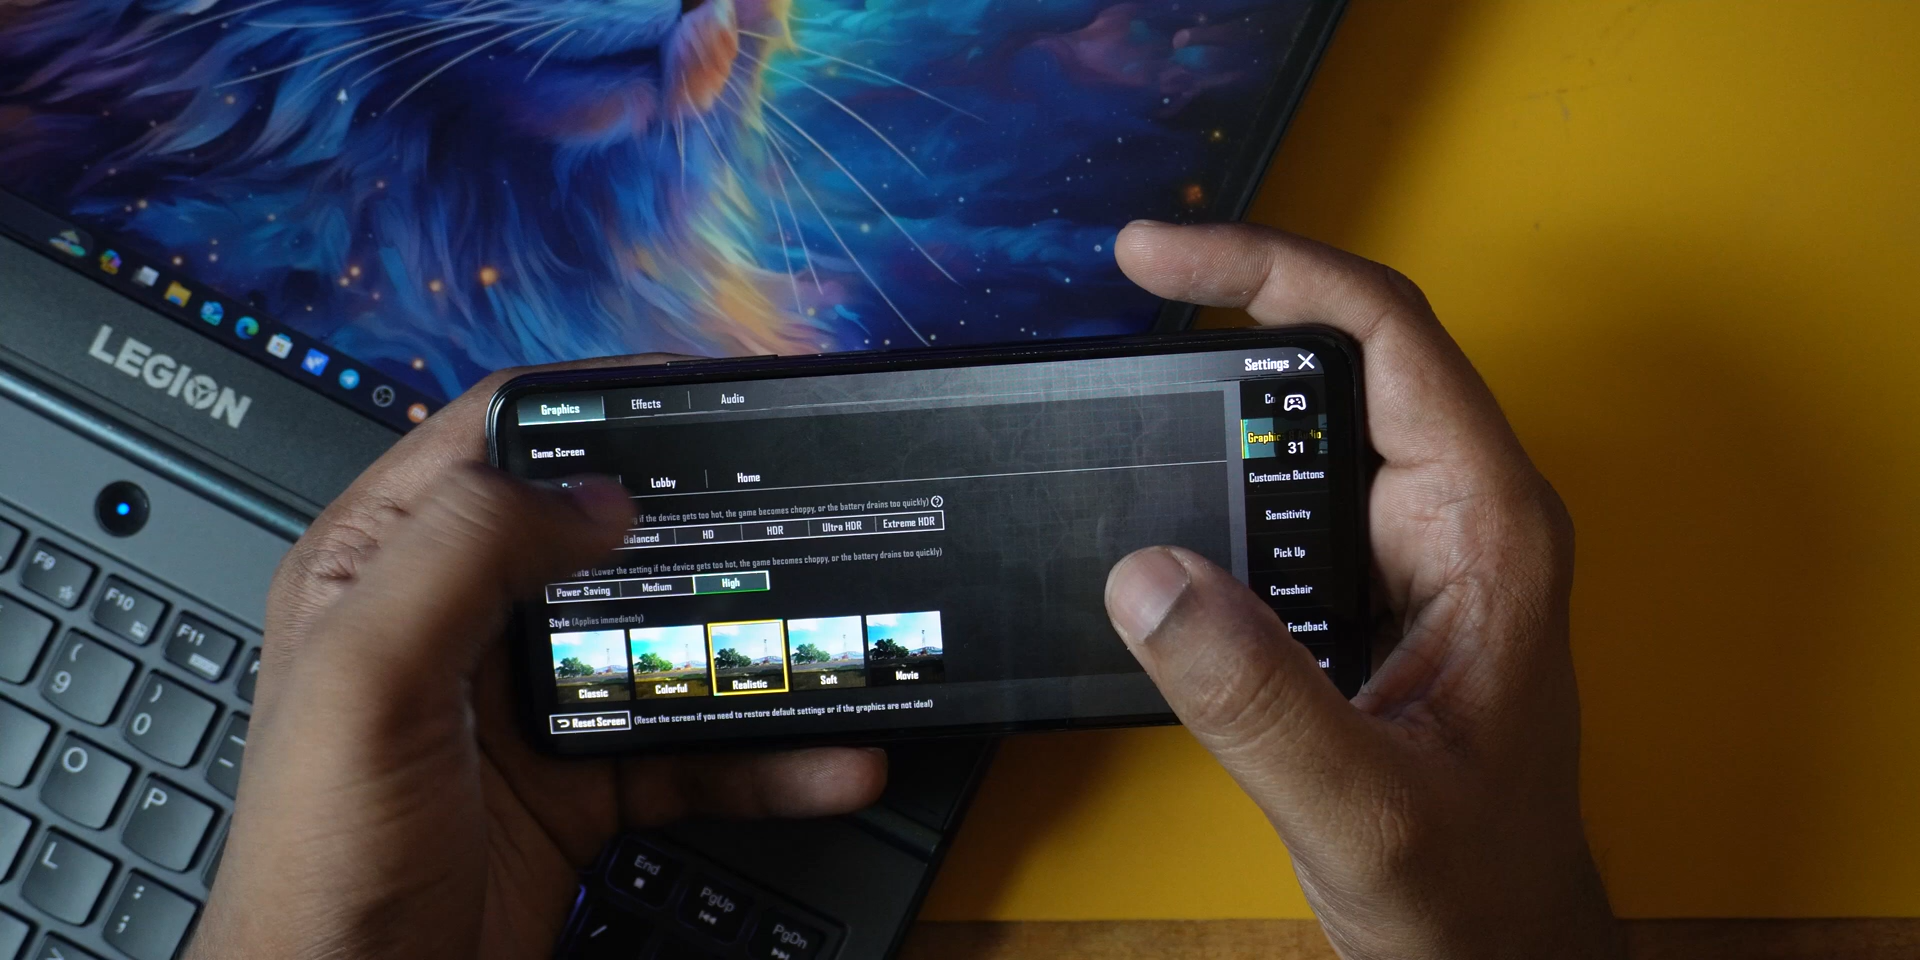 LEGION
Settings
Graphics
Effects
Audio
Game Screen
Lobby
Home
if the device gets too hot, the game becomes choppy, or the battery drains too quickly) ?
Balanced
HD
HDR
Ultra HDR
Extreme HDR
(Lower the setting if the device gets too hot, the game becomes choppy, or the battery drains too quickly)
Power Saving
Medium
High
Style (Applies immediately)
Classic
Colorful
Realistic
Soft
Movie
Reset Screen (Reset the screen if you need to restore default settings or if the graphics are not ideal)
31
Customize Buttons
Sensitivity
Pick Up
Crosshair
Feedback
F9
F10
F11
(
9
)
0
O
P
L
:
;
End
PgUp
PgDn